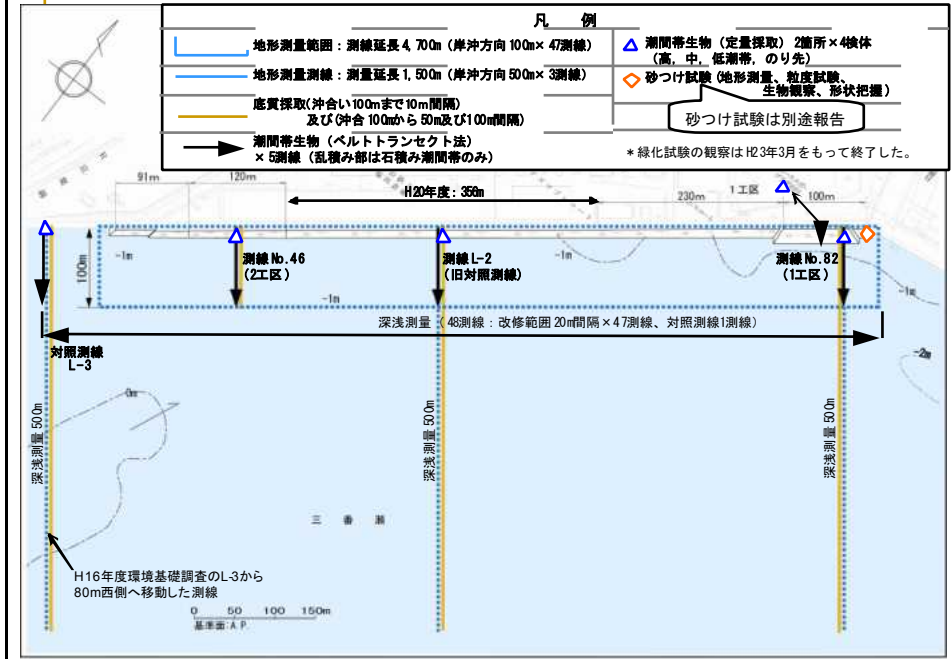 凡 例
地形測量範囲：測線延長4,700m（岸沖方向100m×47測線）
地形測量測線：測量延長1,500m（岸沖方向500m×3測線）
底質採取(沖合い100mまで10m間隔)
及び(沖合100mから50m及び100m間隔)
潮間帯生物（ベルトトランセクト法）
×5測線（乱積み部は石積み潮間帯のみ）
潮間帯生物（定量採取）2箇所×4検体
（高，中，低潮帯，のり先）
砂つけ試験（地形測量、粒度試験、
生物観察、形状把握）
砂つけ試験は別途報告
＊緑化試験の観察はH23年3月をもって終了した。
91m
120m
H20年度：356m
230m
1工区
100m
100m
-1m
測線No.46
(2工区)
測線L-2
(旧対照測線)
-1m
測線No.82
(1工区)
-1m
-1m
深浅測量（48測線：改修範囲20m間隔×47測線、対照測線1測線）
対照測線
L-3
-2m
0m
深浅測量500m
深浅測量500m
深浅測量500m
三 番 瀬
H16年度環境基礎調査のL-3から
80m西側へ移動した測線
0 50 100 150m
基準面:A.P.